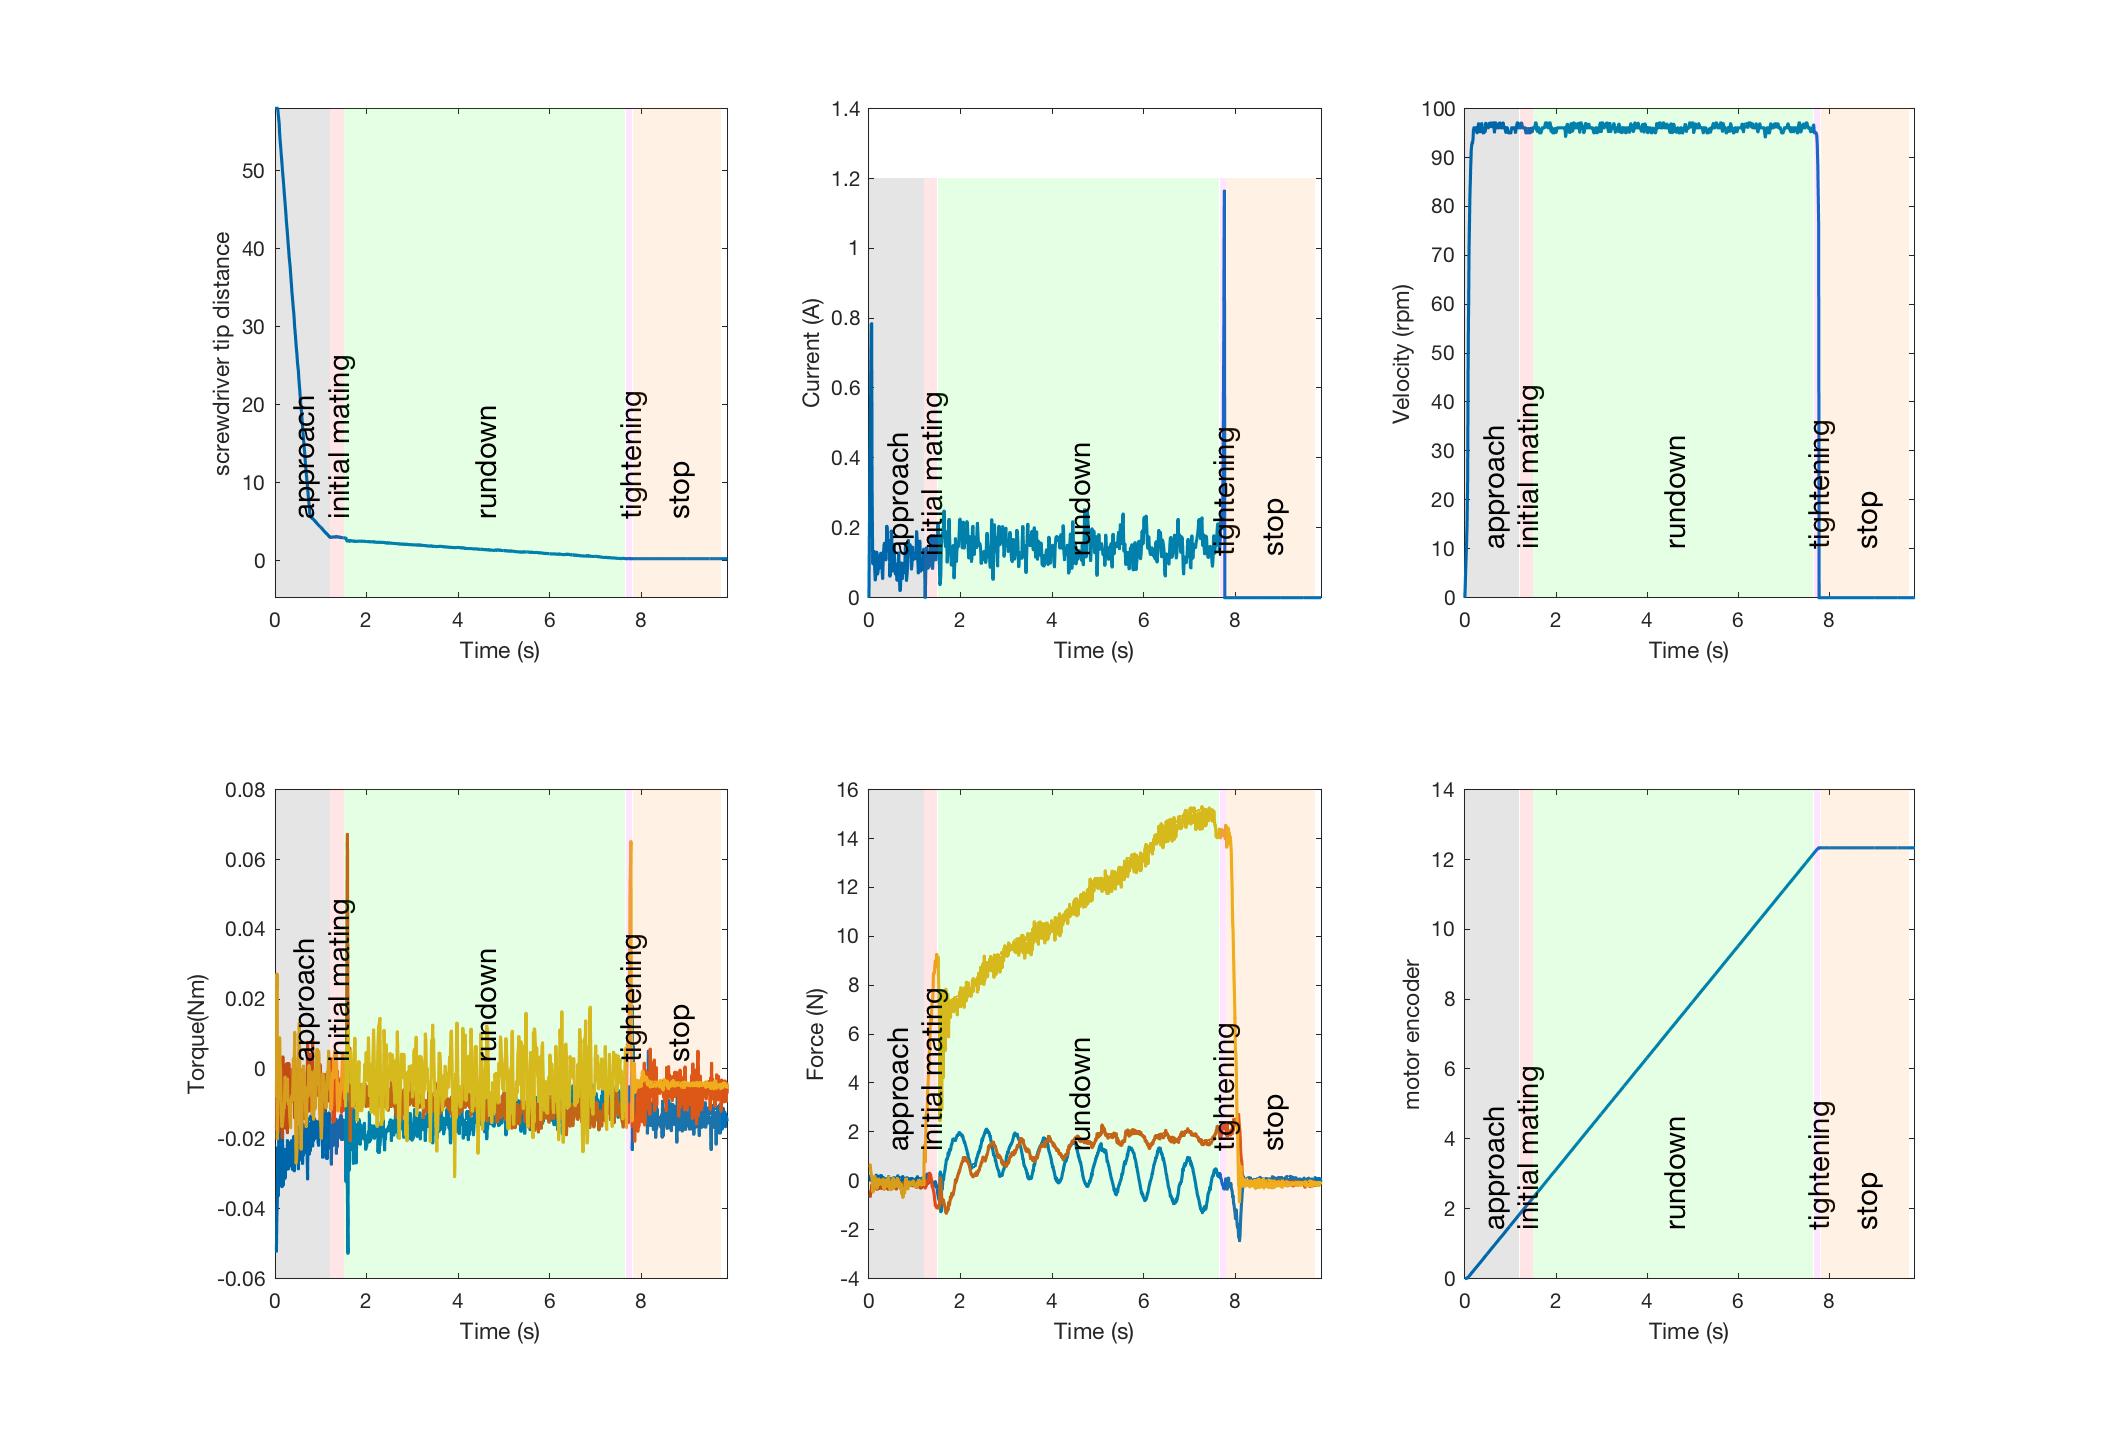 50
40
30
20
10
0
screwdriver tip distance
approach
initial mating
rundown
tightening
stop
0 2 4 6 8
Time (s)
1.4
1.2
1
0.8
0.6
0.4
0.2
0
Current (A)
approach
initial mating
rundown
tightening
stop
0 2 4 6 8
Time (s)
100
90
80
70
60
50
40
30
20
10
0
Velocity (rpm)
approach
initial mating
rundown
tightening
stop
0 2 4 6 8
Time (s)
0.08
0.06
0.04
0.02
0
-0.02
-0.04
-0.06
Torque(Nm)
approach
initial mating
rundown
tightening
stop
0 2 4 6 8
Time (s)
16
14
12
10
8
6
4
2
0
-2
-4
Force (N)
approach
initial mating
rundown
tightening
stop
0 2 4 6 8
Time (s)
14
12
10
8
6
4
2
0
motor encoder
approach
initial mating
rundown
tightening
stop
0 2 4 6 8
Time (s)